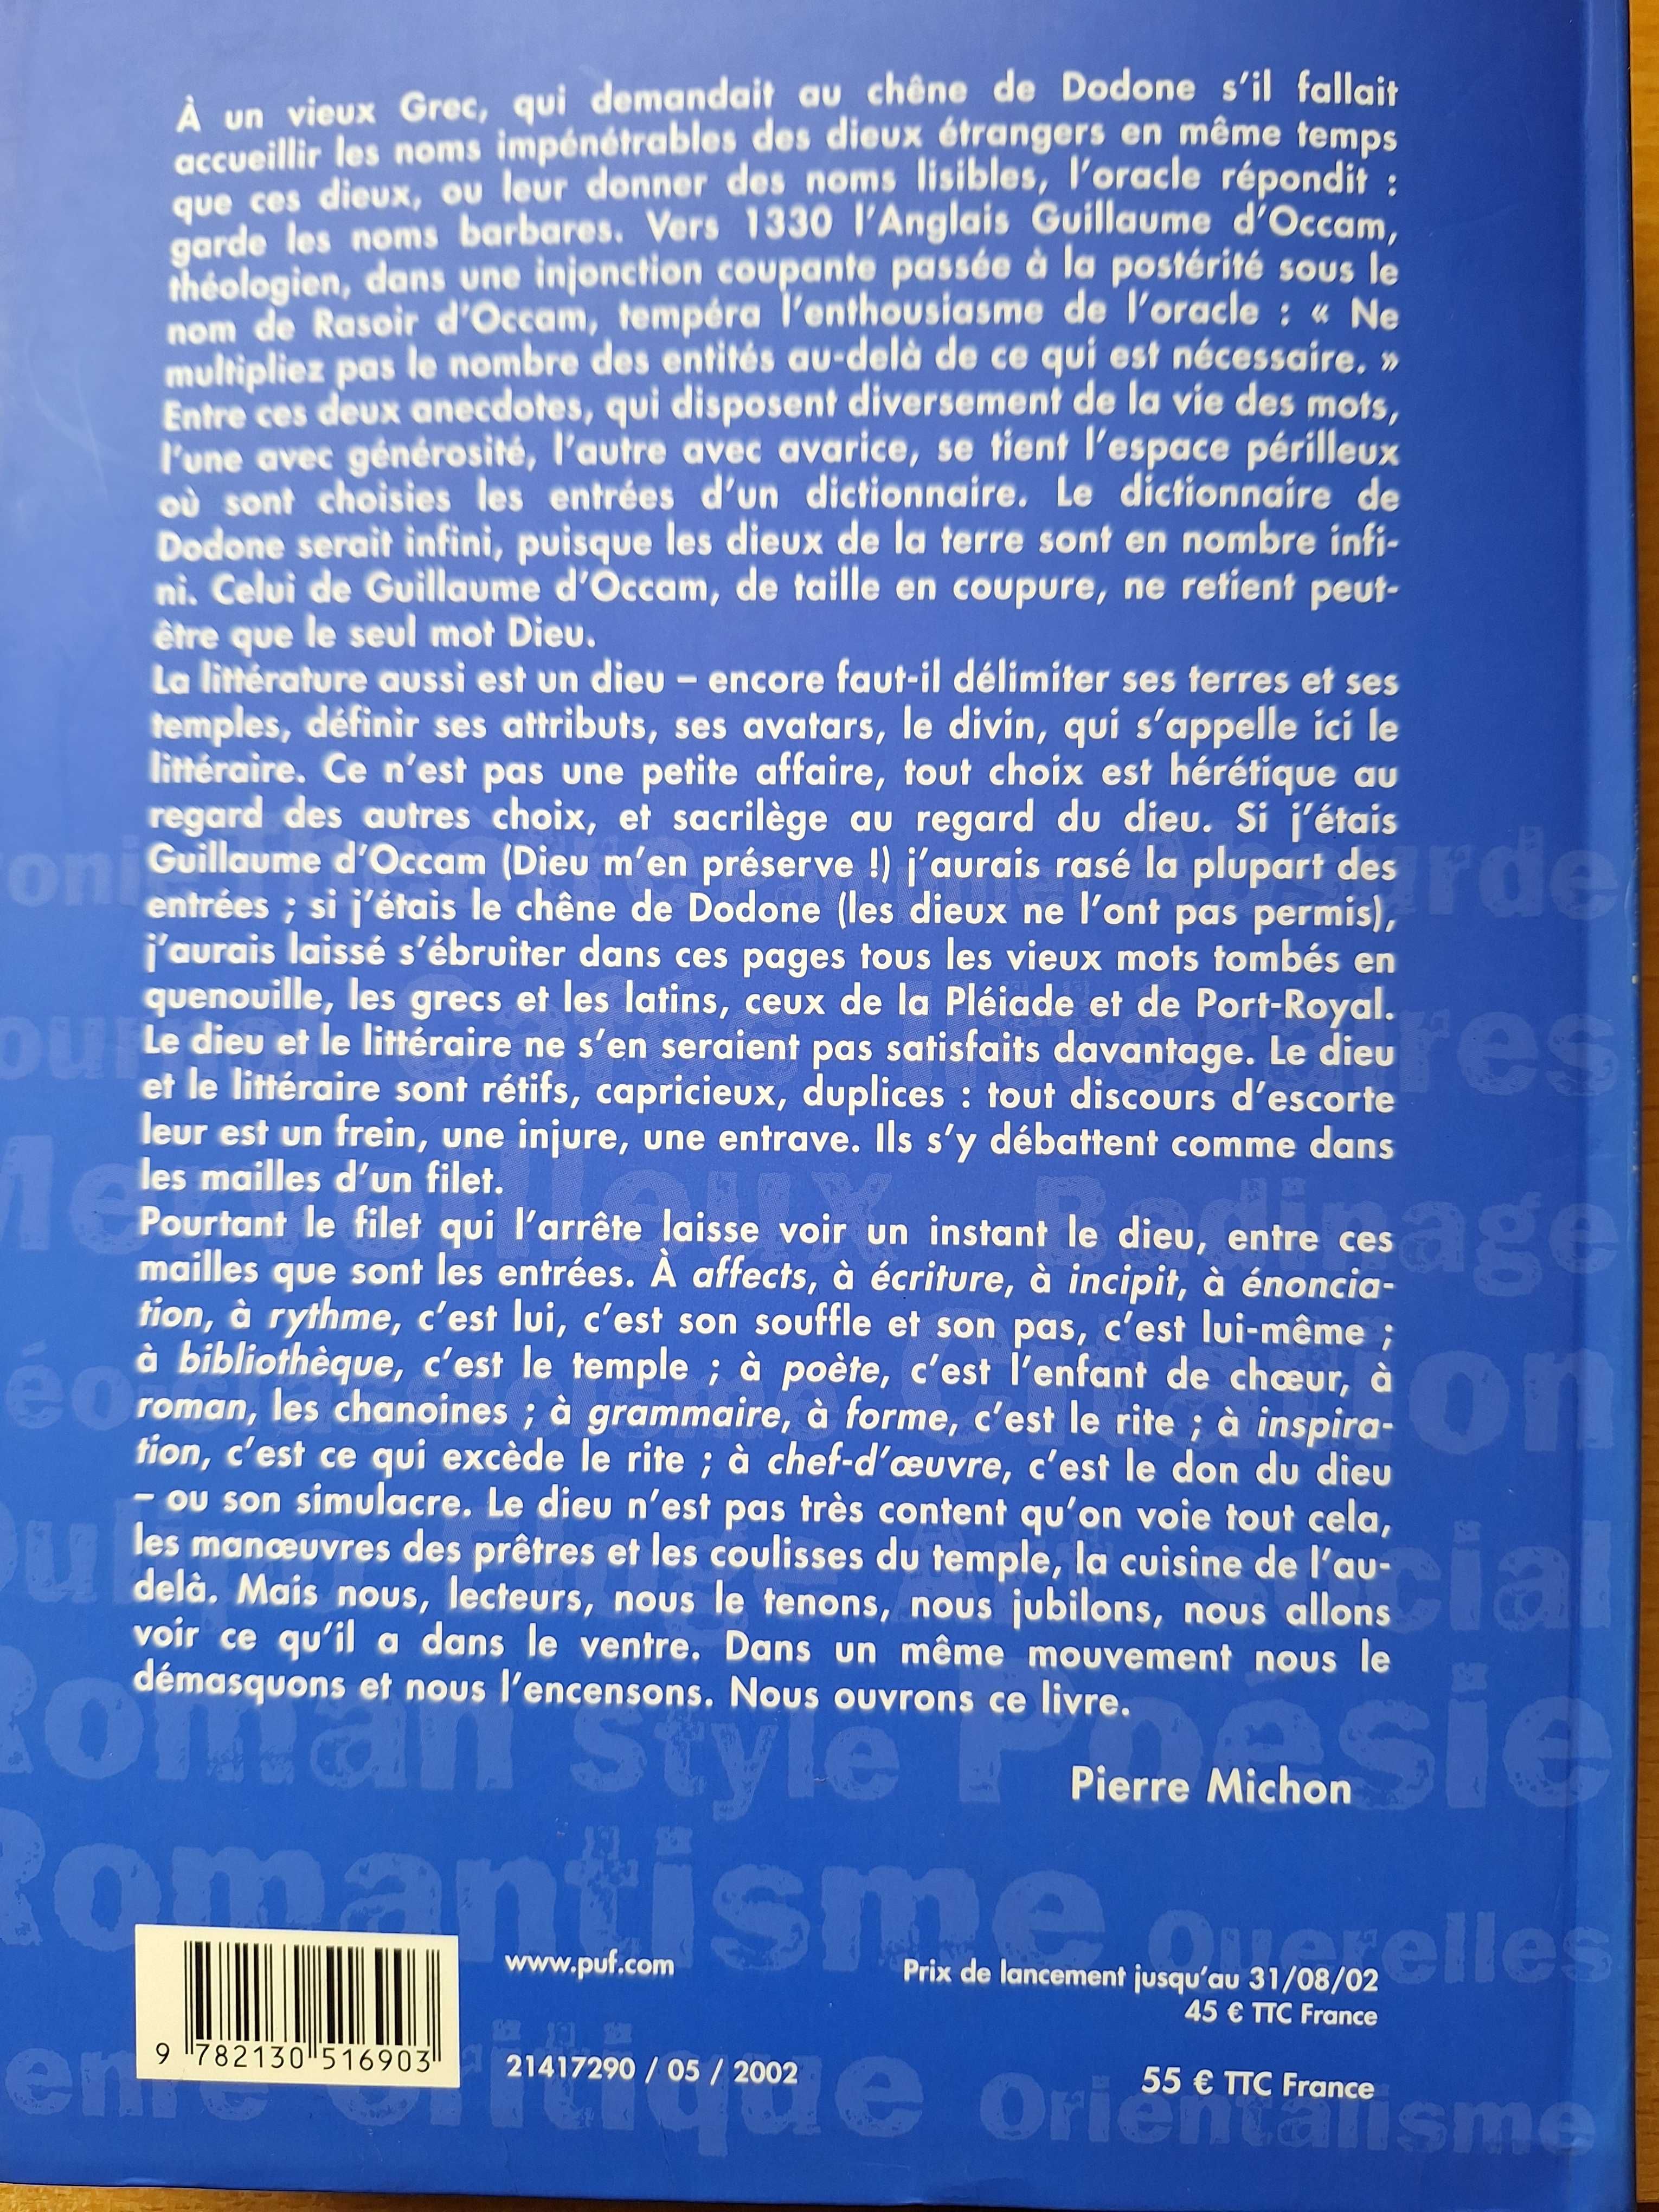 À un vieux Grec, qui demandait au chêne de Dodone s'il fallait
accueillir les noms impénétrables des dieux étrangers en même temps
que ces dieux, ou leur donner des noms lisibles, l'oracle répondit :
garde les noms barbares. Vers 1330 l'Anglais Guillaume d'Occam,
théologien, dans une injonction coupante passée à la postérité sous le
nom de Rasoir d'Occam, tempéra l'enthousiasme de l'oracle : « Ne
multipliez pas le nombre des entités au-delà de ce qui est nécessaire. »
Entre ces deux anecdotes, qui disposent diversement de la vie des mots,
l'une avec générosité, l'autre avec avarice, se tient l'espace périlleux
où sont choisies les entrées d'un dictionnaire. Le dictionnaire de
Dodone serait infini, puisque les dieux de la terre sont en nombre infi-
ni. Celui de Guillaume d'Occam, de taille en coupure, ne retient peut-
être que le seul mot Dieu.
La littérature aussi est un dieu – encore faut-il délimiter ses terres et ses
temples, définir ses attributs, ses avatars, le divin, qui s'appelle ici le
littéraire. Ce n'est pas une petite affaire, tout choix est hérétique au
regard des autres choix, et sacrilège au regard du dieu. Si j'étais
Guillaume d'Occam (Dieu m'en préserve !) j'aurais rasé la plupart des
entrées ; si j'étais le chêne de Dodone (les dieux ne l'ont pas permis),
j'aurais laissé s'ébruiter dans ces pages tous les vieux mots tombés en
quenouille, les grecs et les latins, ceux de la Pléiade et de Port-Royal.
Le dieu et le littéraire ne s'en seraient pas satisfaits davantage. Le dieu
et le littéraire sont rétifs, capricieux, duplices : tout discours d'escorte
leur est un frein, une injure, une entrave. Ils s'y débattent comme dans
les mailles d'un filet.
Pourtant le filet qui l'arrête laisse voir un instant le dieu, entre ces
mailles que sont les entrées. À affects, à écriture, à incipit, à énoncia-
tion, à rythme, c'est lui, c'est son souffle et son pas, c'est lui-même ;
à bibliothèque, c'est le temple ; à poète, c'est l'enfant de chœur, à
roman, les chanoines ; à grammaire, à forme, c'est le rite ; à inspira-
tion, c'est ce qui excède le rite ; à chef-d'œuvre, c'est le don du dieu
– ou son simulacre. Le dieu n'est pas très content qu'on voie tout cela,
les manœuvres des prêtres et les coulisses du temple, la cuisine de l'au-
delà. Mais nous, lecteurs, nous le tenons, nous jubilons, nous allons
voir ce qu'il a dans le ventre. Dans un même mouvement nous le
démasquons et nous l'encensons. Nous ouvrons ce livre.
Pierre Michon
Absurde
Merveilleux Badinage
Citation
Art social
Roman style Poésie
Romantisme Querelles
Critique Orientalisme
www.puf.com
Prix de lancement jusqu'au 31/08/02
45 € TTC France
9 782130 516903
21417290 / 05 / 2002
55 € TTC France